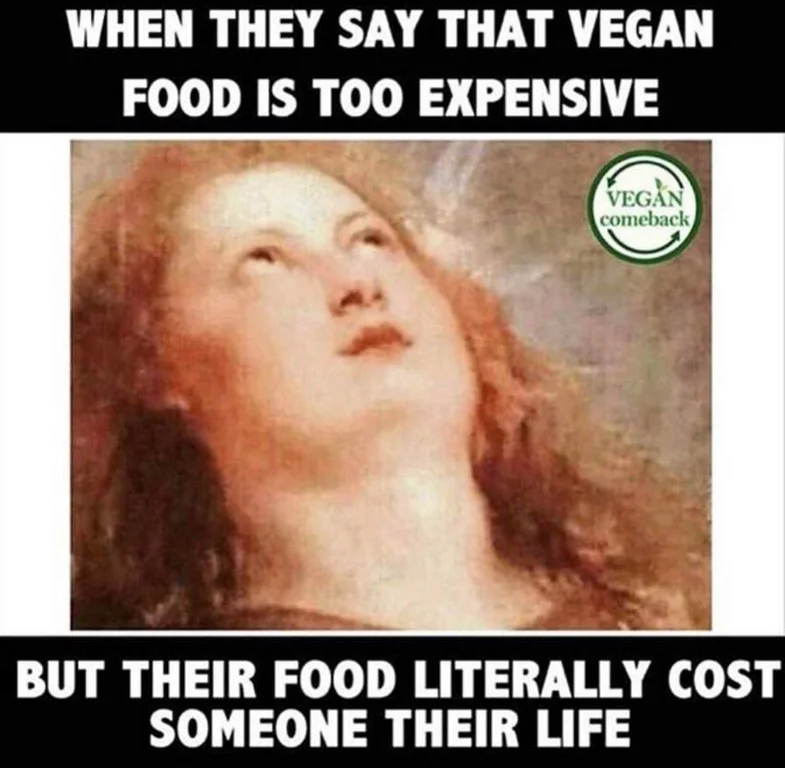 WHEN THEY SAY THAT VEGAN
FOOD IS TOO EXPENSIVE
VEGAN
comeback
BUT THEIR FOOD LITERALLY COST
SOMEONE THEIR LIFE